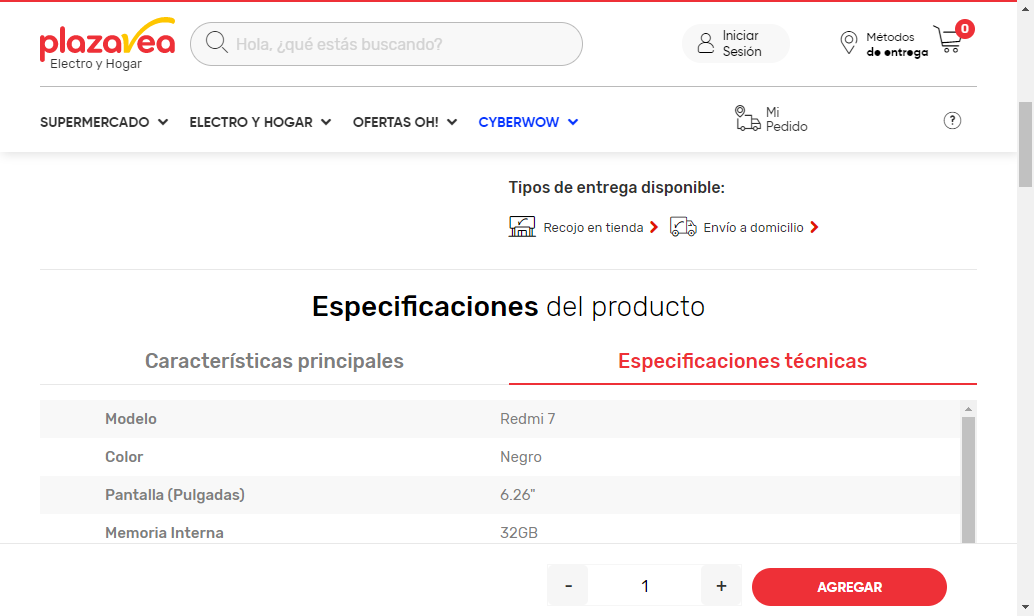 plazavea
Electro y Hogar
Hola, ¿qué estás buscando?
Iniciar
Sesión
Métodos
de entrega
0
SUPERMERCADO
ELECTRO Y HOGAR
OFERTAS OH!
CYBERWOW
Mi
Pedido
?
Tipos de entrega disponible:
Recojo en tienda
Envío a domicilio
Especificaciones del producto
Características principales
Especificaciones técnicas
Modelo Redmi 7
Color Negro
Pantalla (Pulgadas) 6.26"
Memoria Interna 32GB
- 1 +
AGREGAR